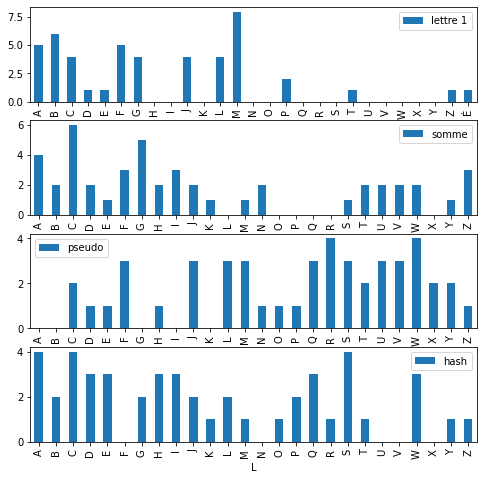 7.5
5.0
2.5
0.0
lettre 1
A B C D E F G H I J K L M N O P Q R S T U V W X Y Z É
6
4
2
0
somme
A B C D E F G H I J K L M N O P Q R S T U V W X Y Z
4
2
0
pseudo
A B C D E F G H I J K L M N O P Q R S T U V W X Y Z
4
2
0
hash
A B C D E F G H I J K L M N O P Q R S T U V W X Y Z
L